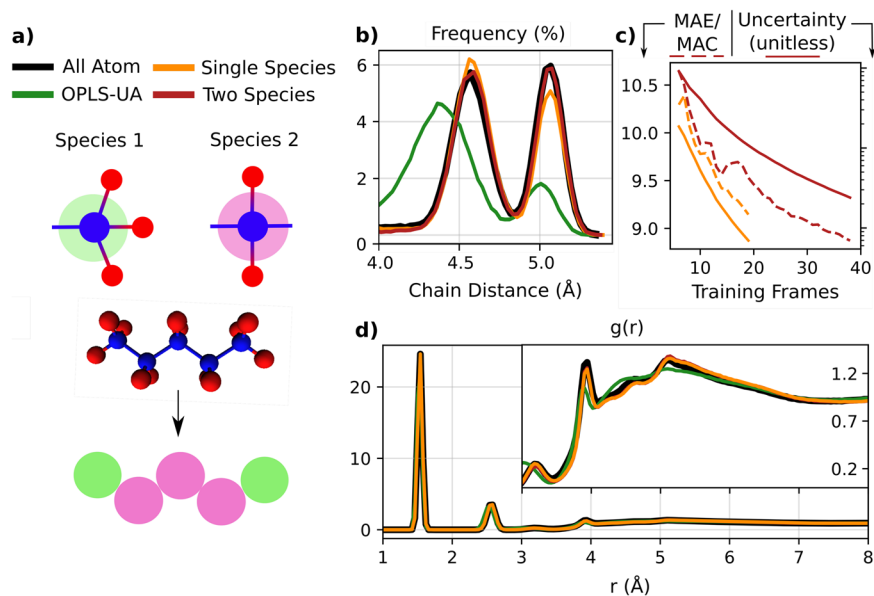 a)
All Atom
Single Species
OPLS-UA
Two Species
Species 1
Species 2
b)
Frequency (%)
6
4
2
0
4.0
4.5
5.0
Chain Distance (Å)
c)
MAE/
MAC
Uncertainty
(unitless)
10.5
10.0
9.5
9.0
10
20
30
40
Training Frames
d)
g(r)
20
10
0
1.2
0.7
0.2
1
2
3
4
5
6
7
8
r (Å)